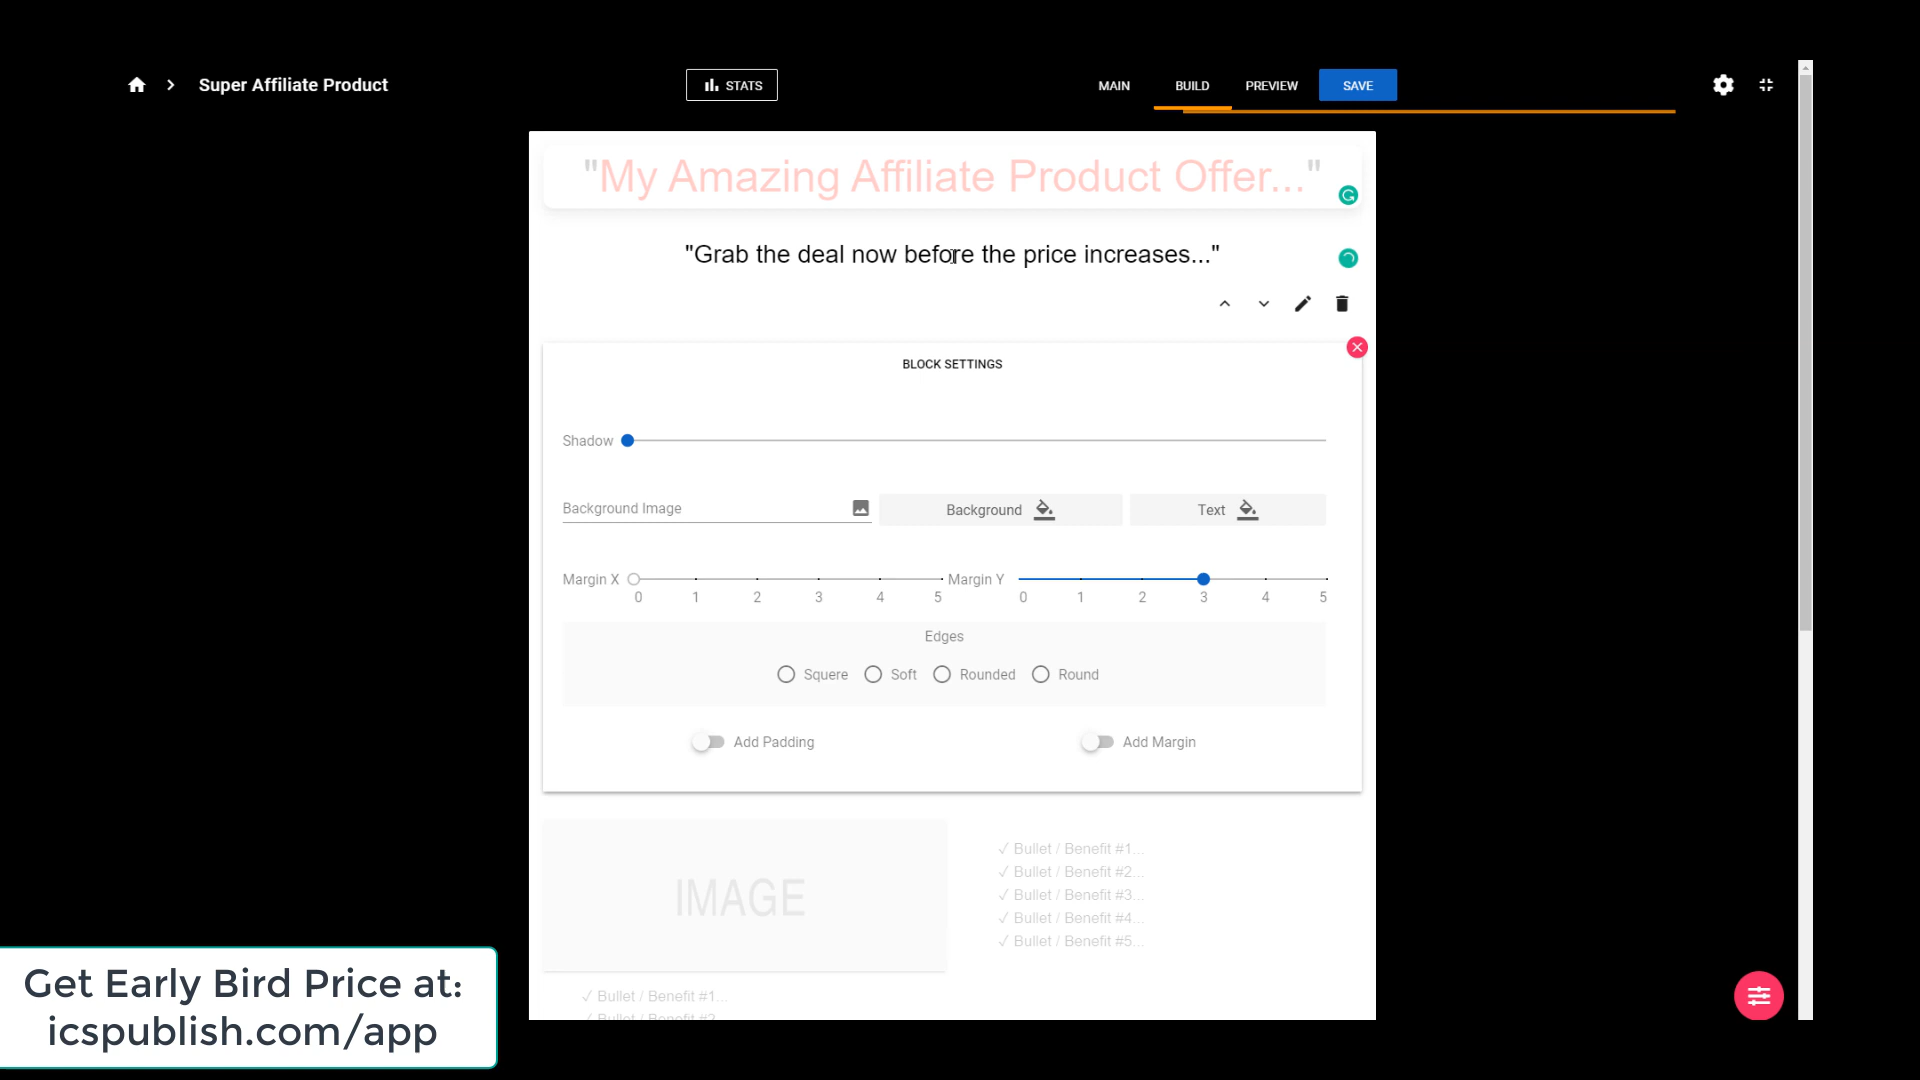 Super Affiliate Product
STATS
MAIN
BUILD
PREVIEW
SAVE
"My Amazing Affiliate Product Offer..."
"Grab the deal now before the price increases..."
BLOCK SETTINGS
Shadow
Background Image
Background
Text
Margin X
0 1 2 3 4 5
Margin Y
0 1 2 3 4 5
Edges
Squere
Soft
Rounded
Round
Add Padding
Add Margin
IMAGE
✓ Bullet / Benefit #1...
✓ Bullet / Benefit #2...
✓ Bullet / Benefit #3...
✓ Bullet / Benefit #4...
✓ Bullet / Benefit #5...
✓ Bullet / Benefit #1...
✓ Bullet / Benefit #2...
Get Early Bird Price at:
icspublish.com/app